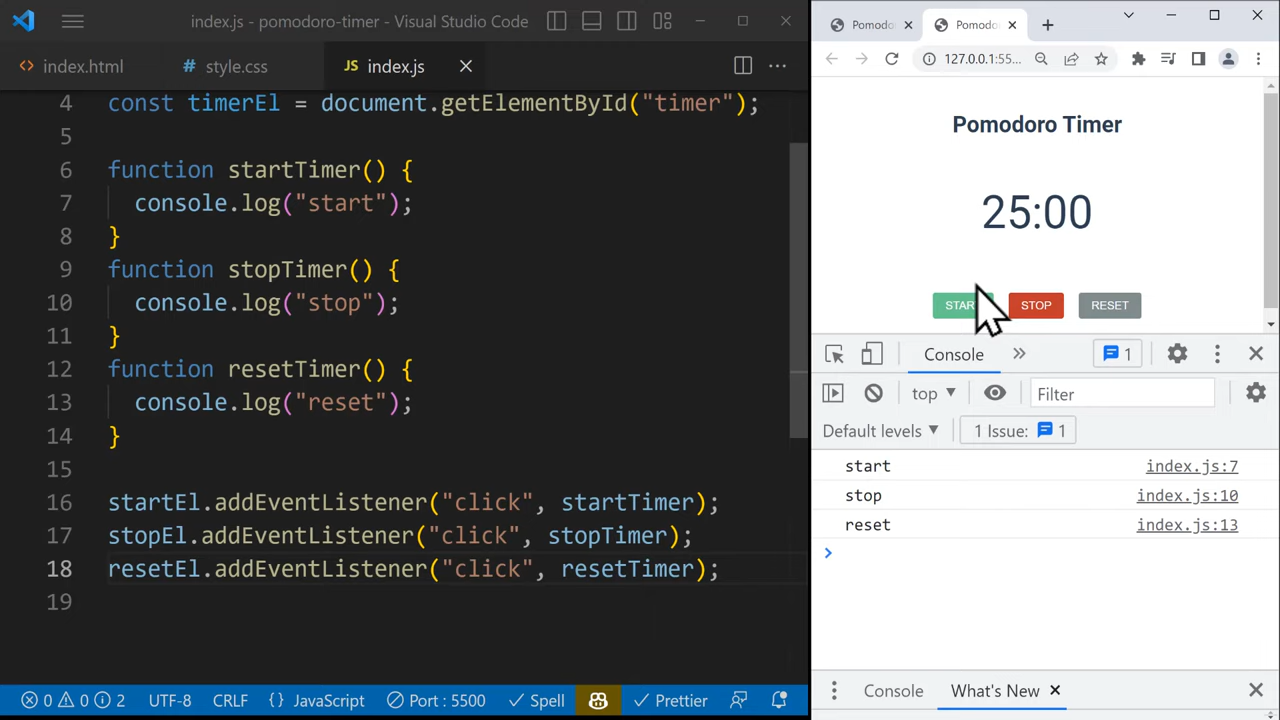 index.js - pomodoro-timer - Visual Studio Code
index.html
style.css
JS index.js
4 const timerEl = document.getElementById("timer");
5
6 function startTimer() {
7 console.log("start");
8 }
9 function stopTimer() {
10 console.log("stop");
11 }
12 function resetTimer() {
13 console.log("reset");
14 }
15
16 startEl.addEventListener("click", startTimer);
17 stopEl.addEventListener("click", stopTimer);
18 resetEl.addEventListener("click", resetTimer);
19
0 0 2 UTF-8 CRLF {} JavaScript Port : 5500 Spell Prettier
Pomodo
Pomodo
127.0.0.1:55...
Pomodoro Timer
25:00
STAR STOP RESET
Console 1
top Filter
Default levels 1 Issue: 1
start index.js:7
stop index.js:10
reset index.js:13
Console What's New